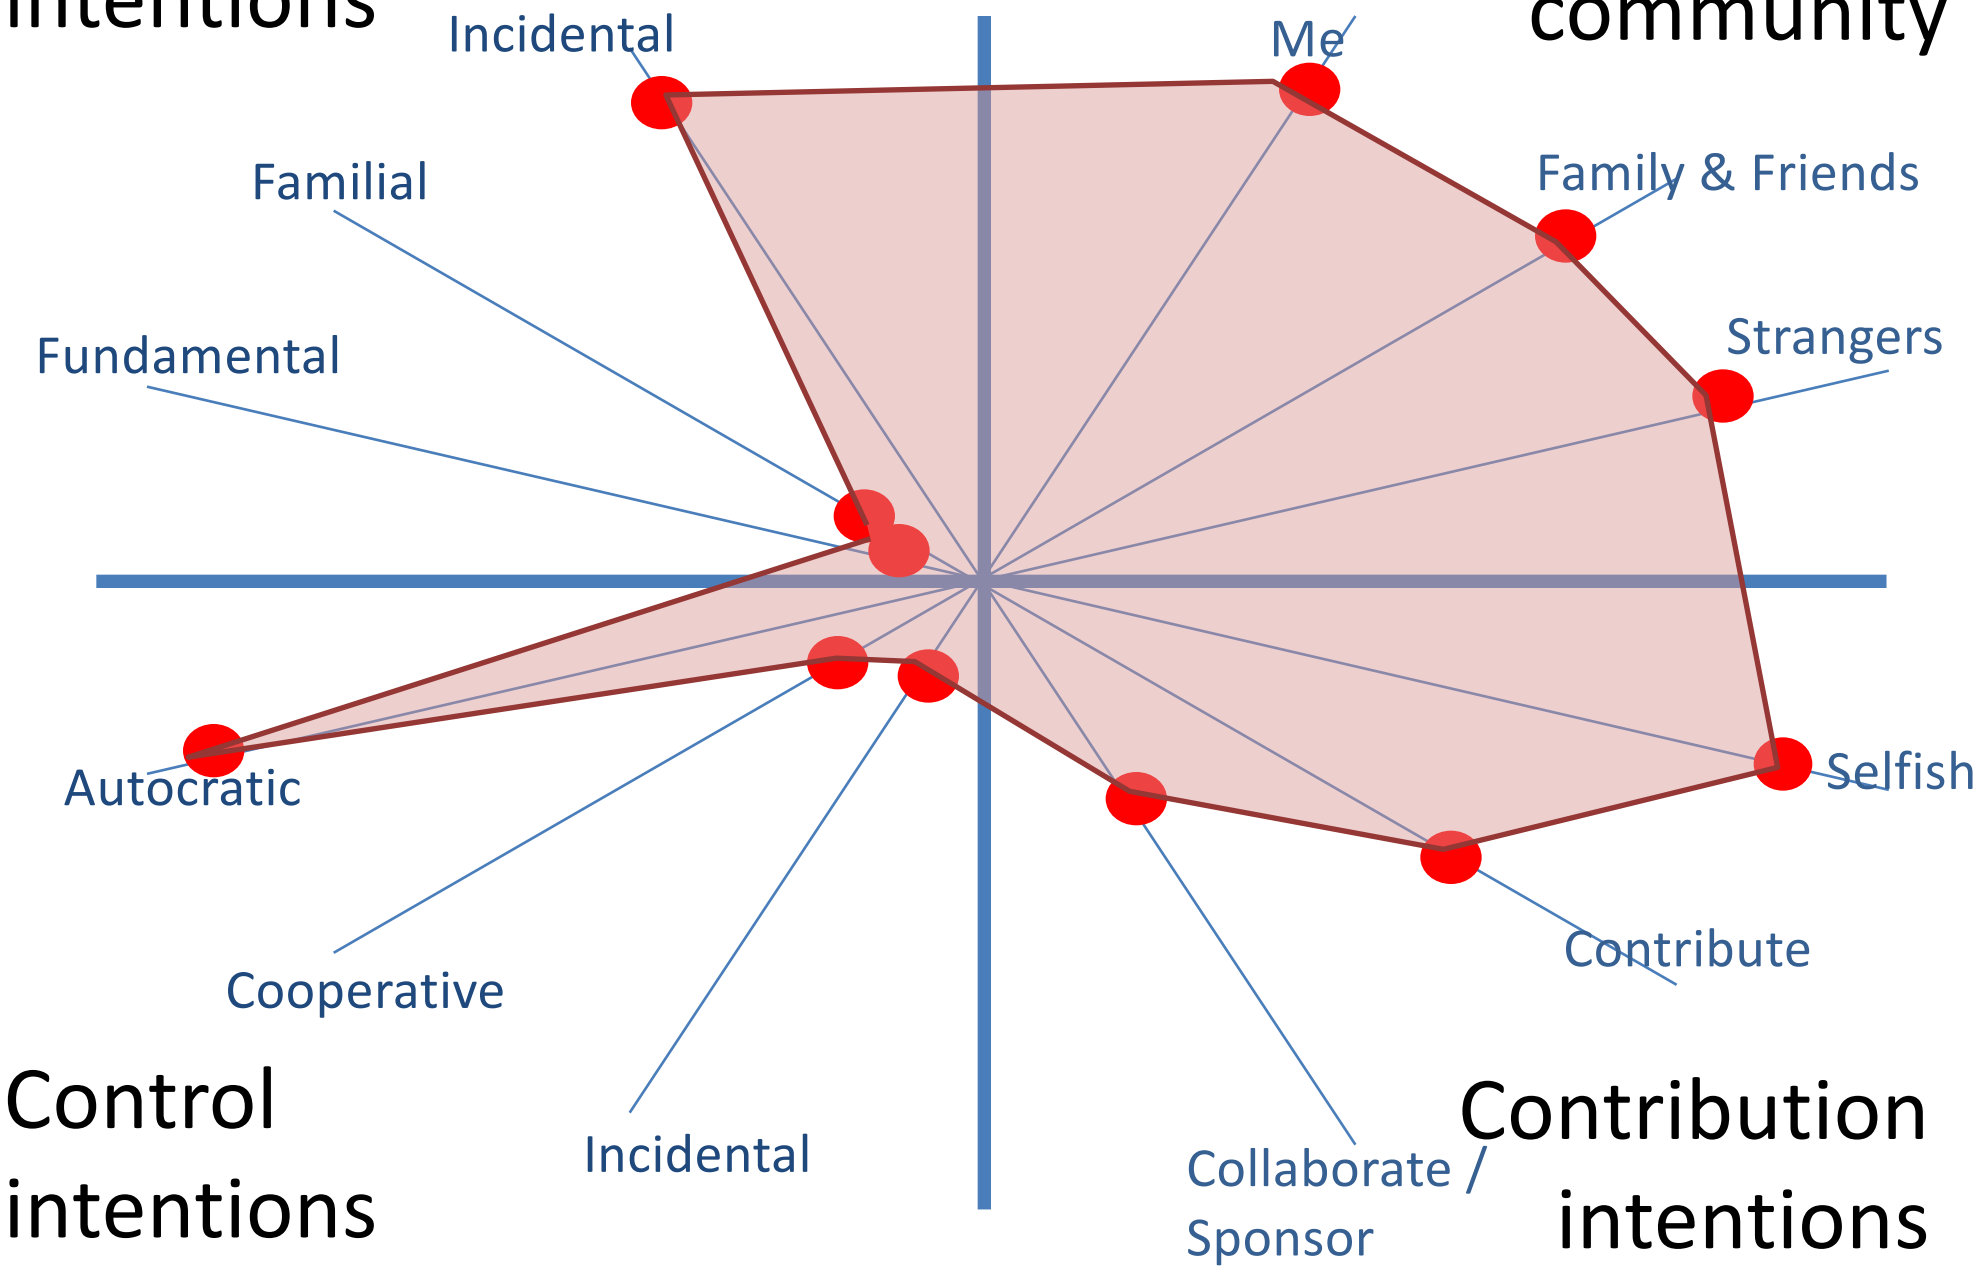 intentions
community
Incidental
Me
Familial
Family & Friends
Fundamental
Strangers
Autocratic
Selfish
Contribute
Cooperative
Control
intentions
Contribution
intentions
Incidental
Collaborate /
Sponsor